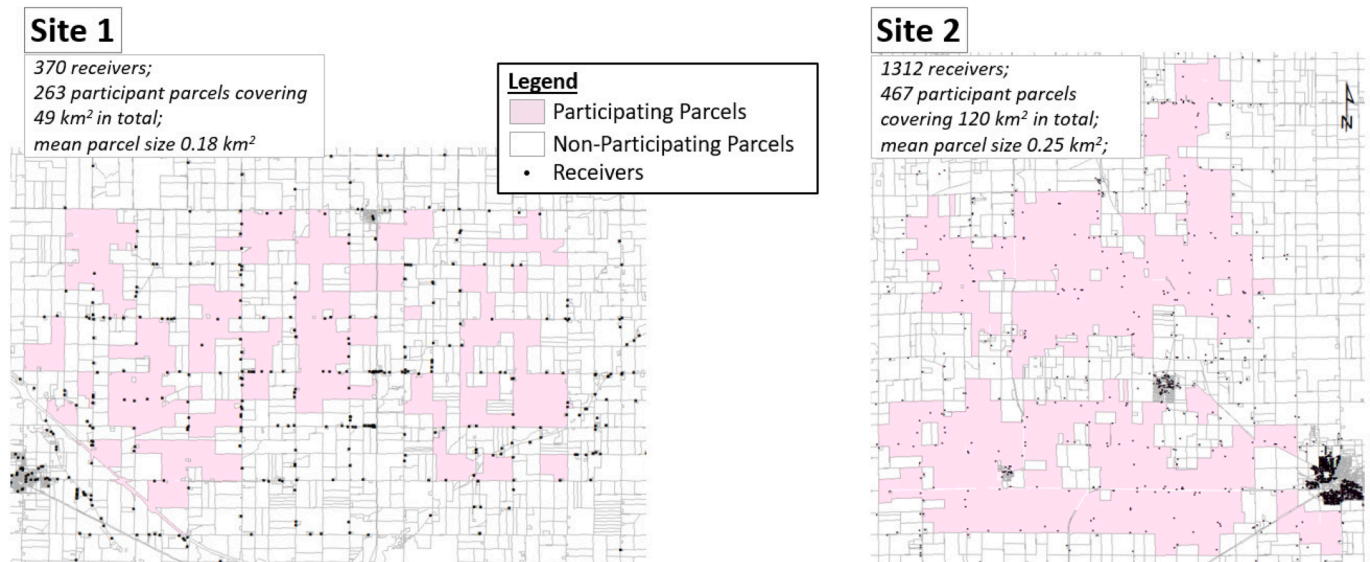 Site 1
370 receivers;
263 participant parcels covering
49 km² in total;
mean parcel size 0.18 km²
Legend
Participating Parcels
Non-Participating Parcels
Receivers
Site 2
1312 receivers;
467 participant parcels
covering 120 km² in total;
mean parcel size 0.25 km²;
N